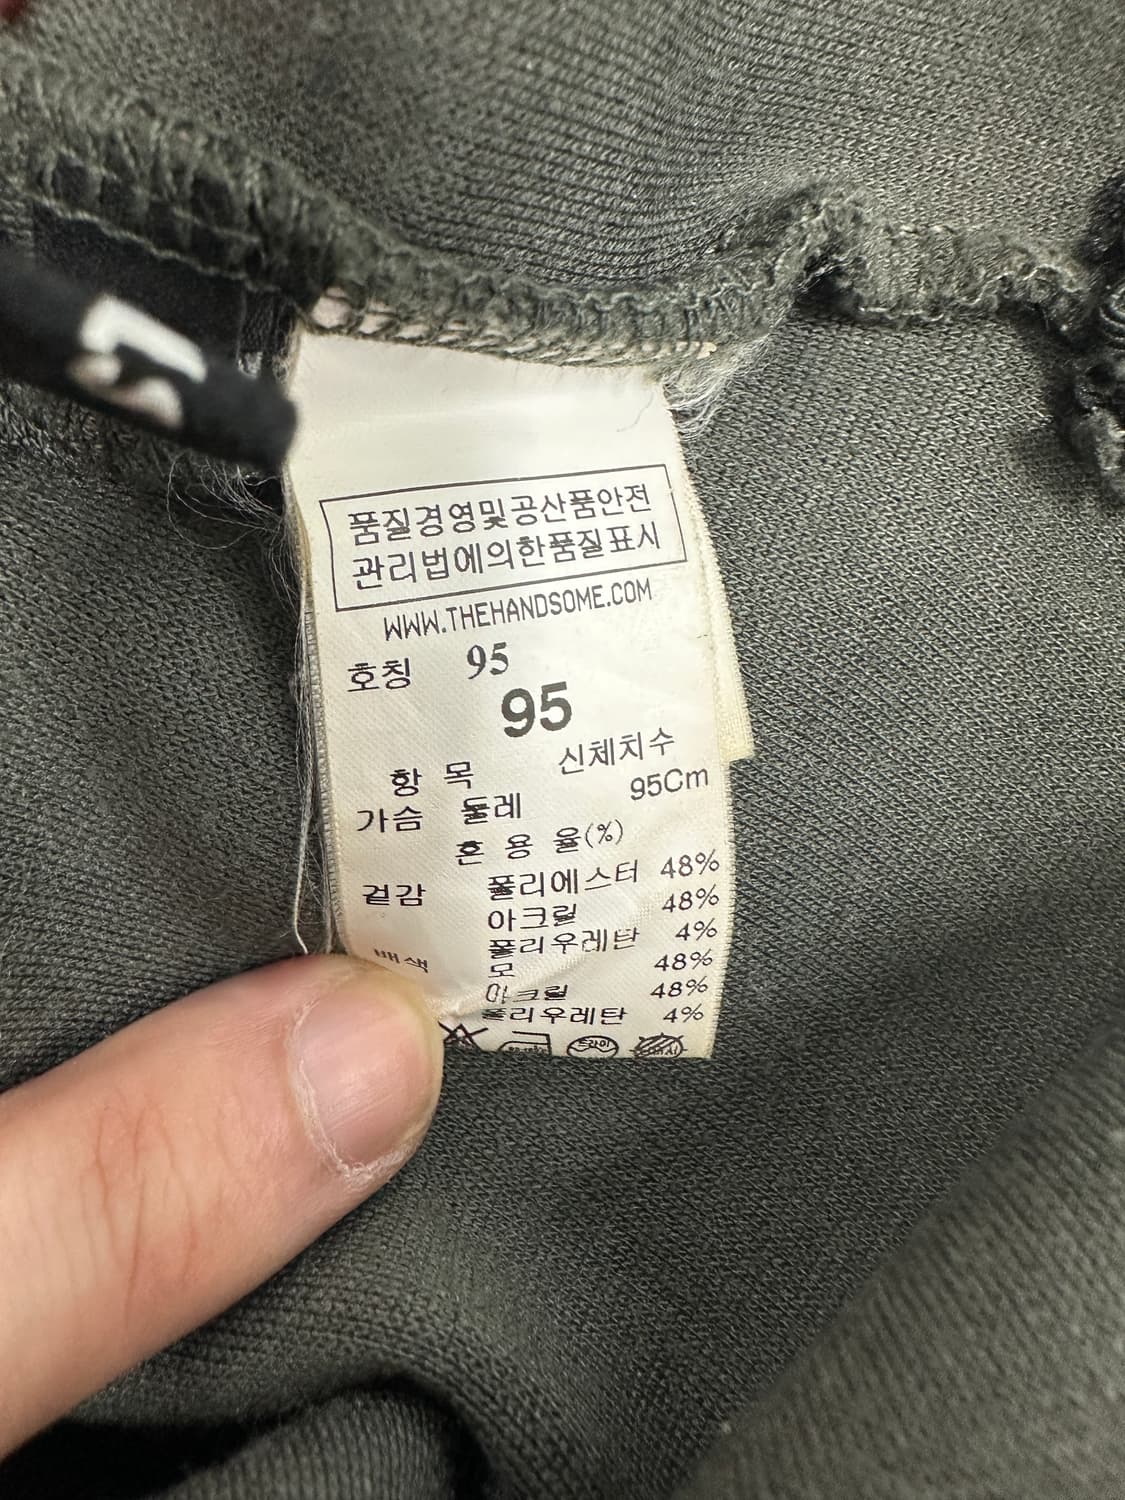 품질경영및공산품안전
관리법에의한품질표시
WWW.THEHANDSOME.COM
호칭 95
95
항 목 신체치수
가슴 둘레 95Cm
혼 용 율(%)
겉감 폴리에스터 48%
아크릴 48%
폴리우레탄 4%
배색 모 48%
아크릴 48%
폴리우레탄 4%
드라이